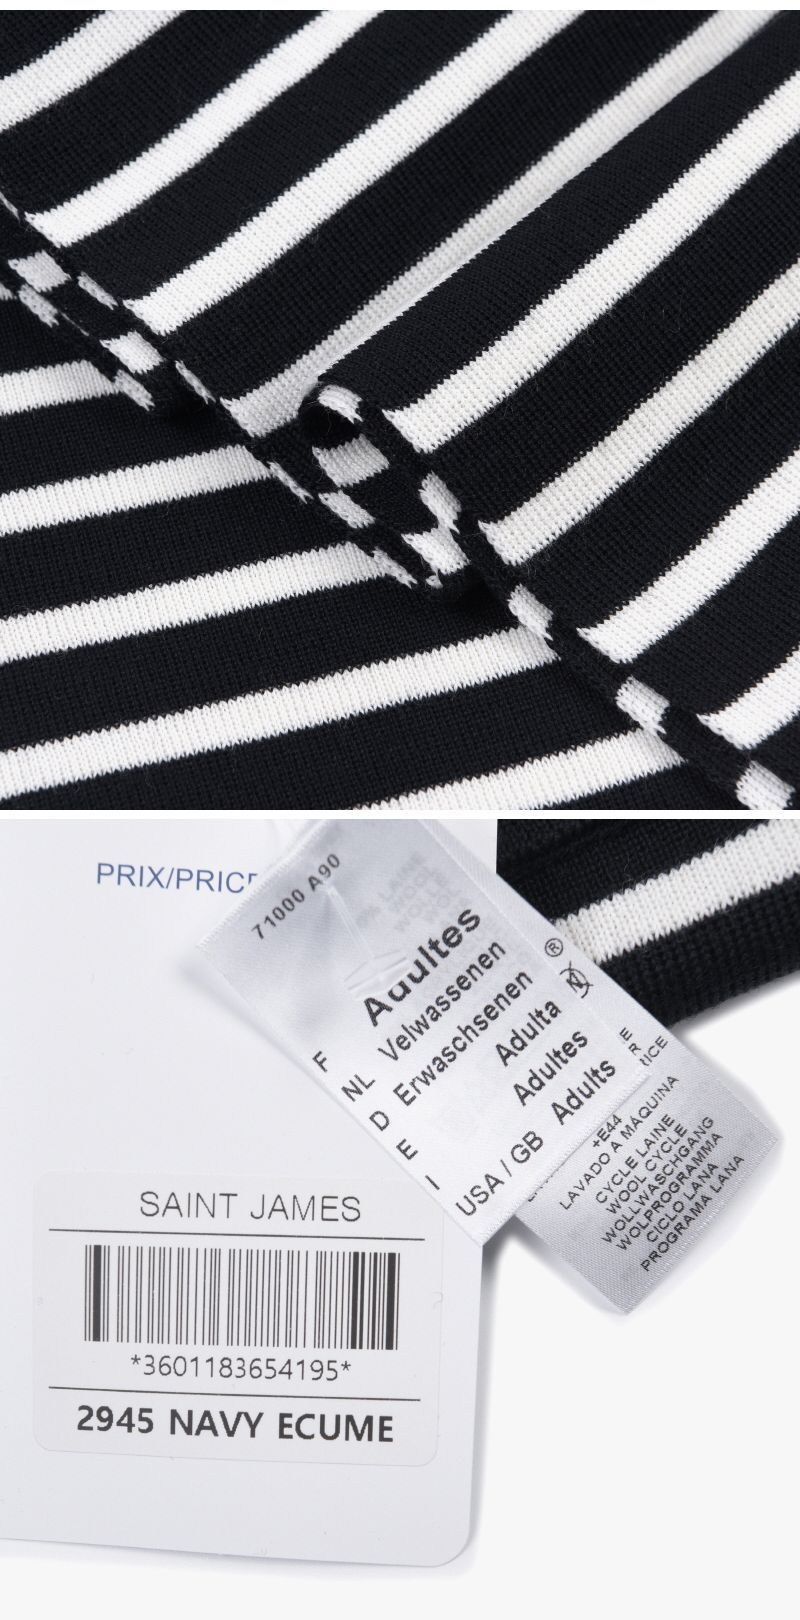 PRIX/PRICE
71000 A90
F Adultes
NL Velwassenen
D Erwaschsenen ®
E Adulta N
I Adultes
USA / GB Adults
+E44
LAVADO A MÁQUINA
CYCLE LAINE
WOOL CYCLE
WOLLWASCHGANG
WOLPROGRAMMA
CICLO LANA
PROGRAMA LANA
SAINT JAMES
*3601183654195*
2945 NAVY ECUME